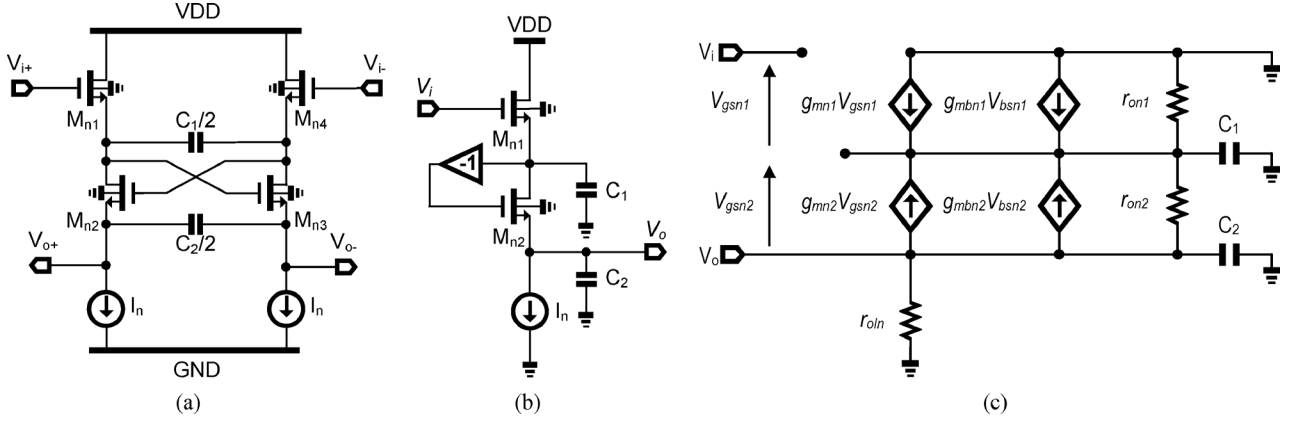 VDD
Vi+
Vi-
Mn1
Mn4
C1/2
Mn2
Mn3
C2/2
Vo+
Vo-
In
In
GND
(a)
VDD
Vi
Mn1
-1
C1
Mn2
Vo
C2
In
(b)
Vi
Vgsn1
gmn1Vgsn1
gmbn1Vbsn1
ron1
C1
Vgsn2
gmn2Vgsn2
gmbn2Vbsn2
ron2
C2
Vo
roIn
(c)